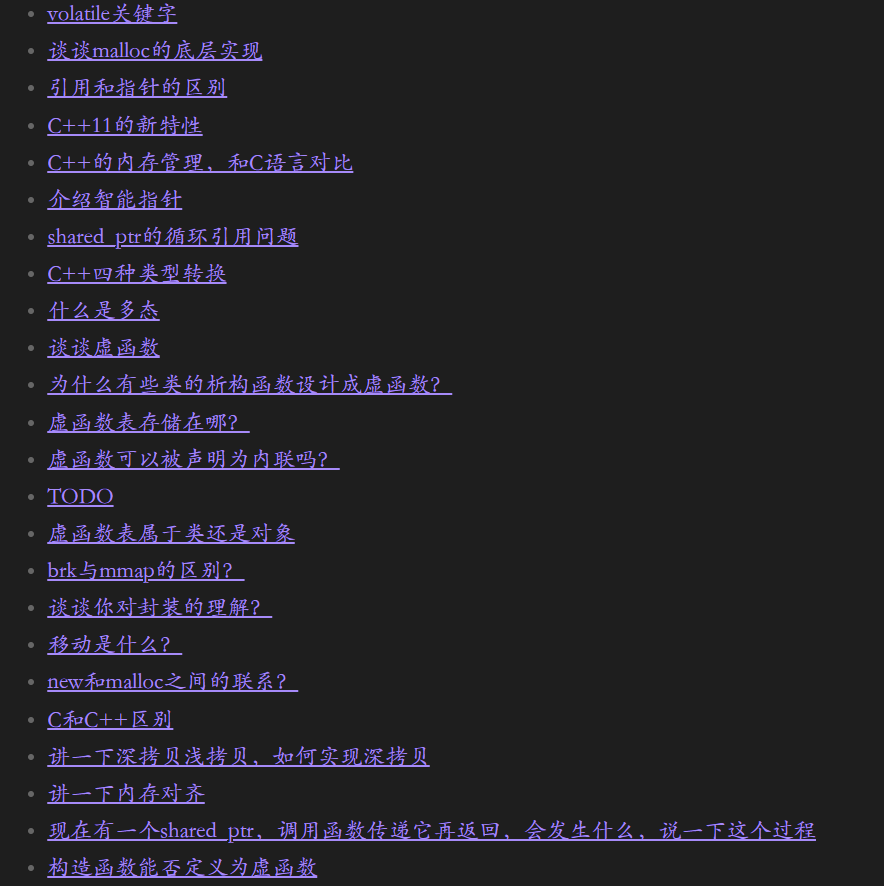 volatile关键字
谈谈malloc的底层实现
引用和指针的区别
C++11的新特性
C++的内存管理，和C语言对比
介绍智能指针
shared_ptr的循环引用问题
C++四种类型转换
什么是多态
谈谈虚函数
为什么有些类的析构函数设计成虚函数？
虚函数表存储在哪？
虚函数可以被声明为内联吗？
TODO
虚函数表属于类还是对象
brk与mmap的区别？
谈谈你对封装的理解？
移动是什么？
new和malloc之间的联系？
C和C++区别
讲一下深拷贝浅拷贝，如何实现深拷贝
讲一下内存对齐
现在有一个shared_ptr，调用函数传递它再返回，会发生什么，说一下这个过程
构造函数能否定义为虚函数